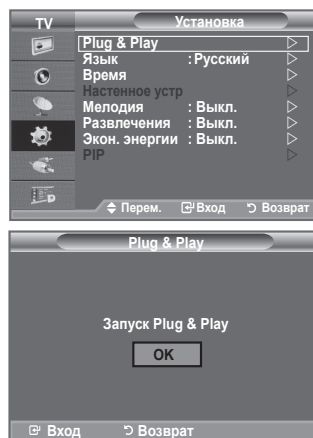 TV Установка
Plug & Play
Язык : Русский
Время
Настенное устр
Мелодия : Выкл.
Развлечения : Выкл.
Экон. энергии : Выкл.
PIP
Перем. Вход Возврат
Plug & Play
Запуск Plug & Play
OK
Вход Возврат